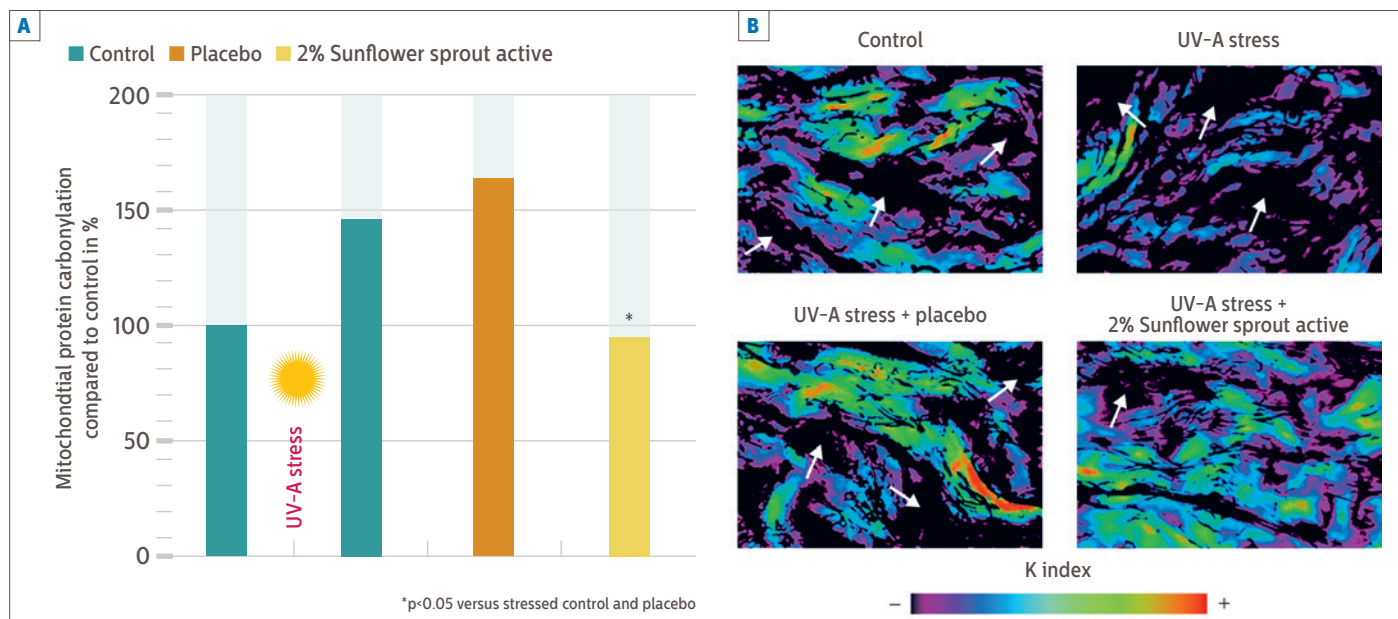 A
Control Placebo 2% Sunflower sprout active
200
150
100
50
0
Mitochondrial protein carbonylation
compared to control in %
UV-A stress
*
*p<0.05 versus stressed control and placebo
B
Control
UV-A stress
UV-A stress + placebo
UV-A stress +
2% Sunflower sprout active
K index
– +